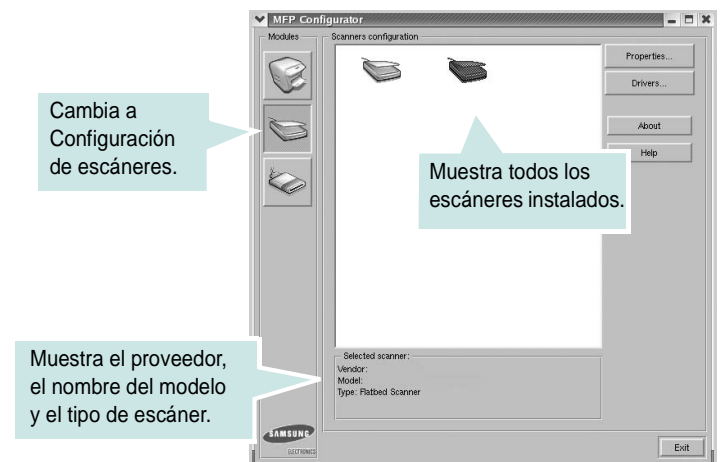 MFP Configurator
Modules
Scanners configuration
Properties...
Drivers...
About
Help
Cambia a
Configuración
de escáneres.
Muestra todos los
escáneres instalados.
Muestra el proveedor,
el nombre del modelo
y el tipo de escáner.
Selected scanner:
Vendor:
Model:
Type: Flatbed Scanner
SAMSUNG
ELECTRONICS
Exit